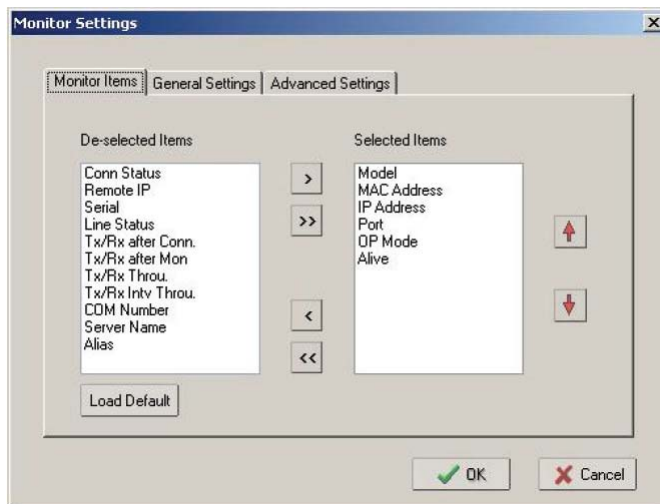 Monitor Settings
Monitor Items General Settings Advanced Settings
De-selected Items
Conn Status
Remote IP
Serial
Line Status
Tx/Rx after Conn.
Tx/Rx after Mon
Tx/Rx Throu.
Tx/Rx Intv Throu.
COM Number
Server Name
Alias
>
>>
<
<<
Selected Items
Model
MAC Address
IP Address
Port
OP Mode
Alive
Load Default
OK Cancel